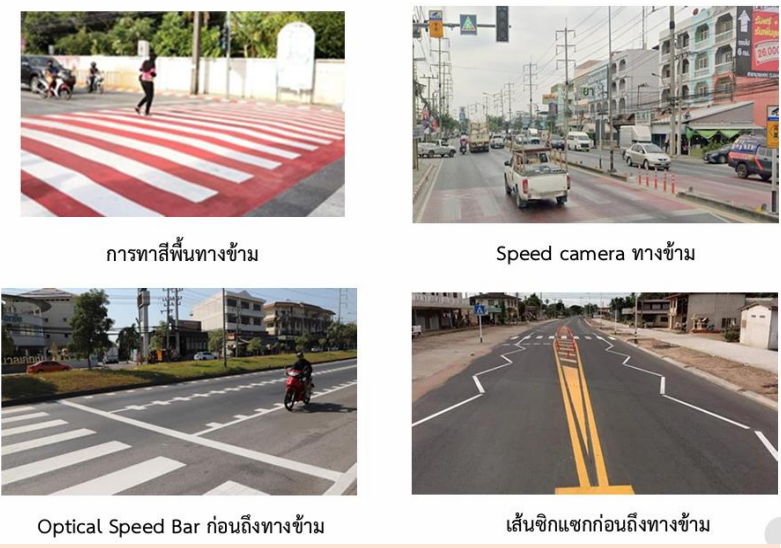 การทาสีพื้นทางข้าม
Speed camera ทางข้าม
Optical Speed Bar ก่อนถึงทางข้าม
เส้นซิกแซกก่อนถึงทางข้าม